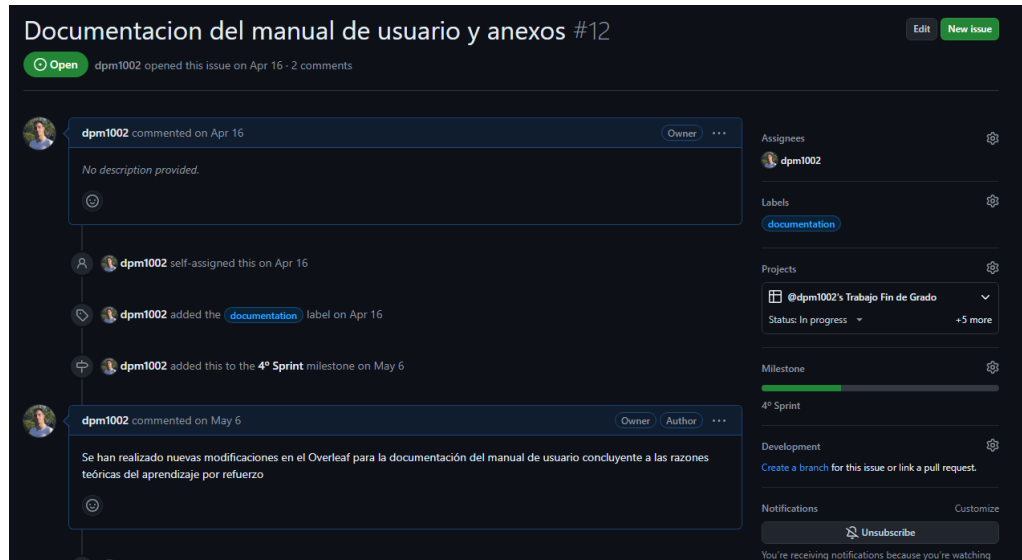 Documentacion del manual de usuario y anexos #12
Edit
New issue
Open
dpm1002 opened this issue on Apr 16 · 2 comments
dpm1002 commented on Apr 16
Owner
No description provided.
dpm1002 self-assigned this on Apr 16
dpm1002 added the documentation label on Apr 16
dpm1002 added this to the 4º Sprint milestone on May 6
dpm1002 commented on May 6
Owner
Author
Se han realizado nuevas modificaciones en el Overleaf para la documentación del manual de usuario concluyente a las razones
teóricas del aprendizaje por refuerzo
Assignees
dpm1002
Labels
documentation
Projects
@dpm1002's Trabajo Fin de Grado
Status: In progress
+5 more
Milestone
4º Sprint
Development
Create a branch for this issue or link a pull request.
Notifications
Customize
Unsubscribe
You're receiving notifications because you're watching